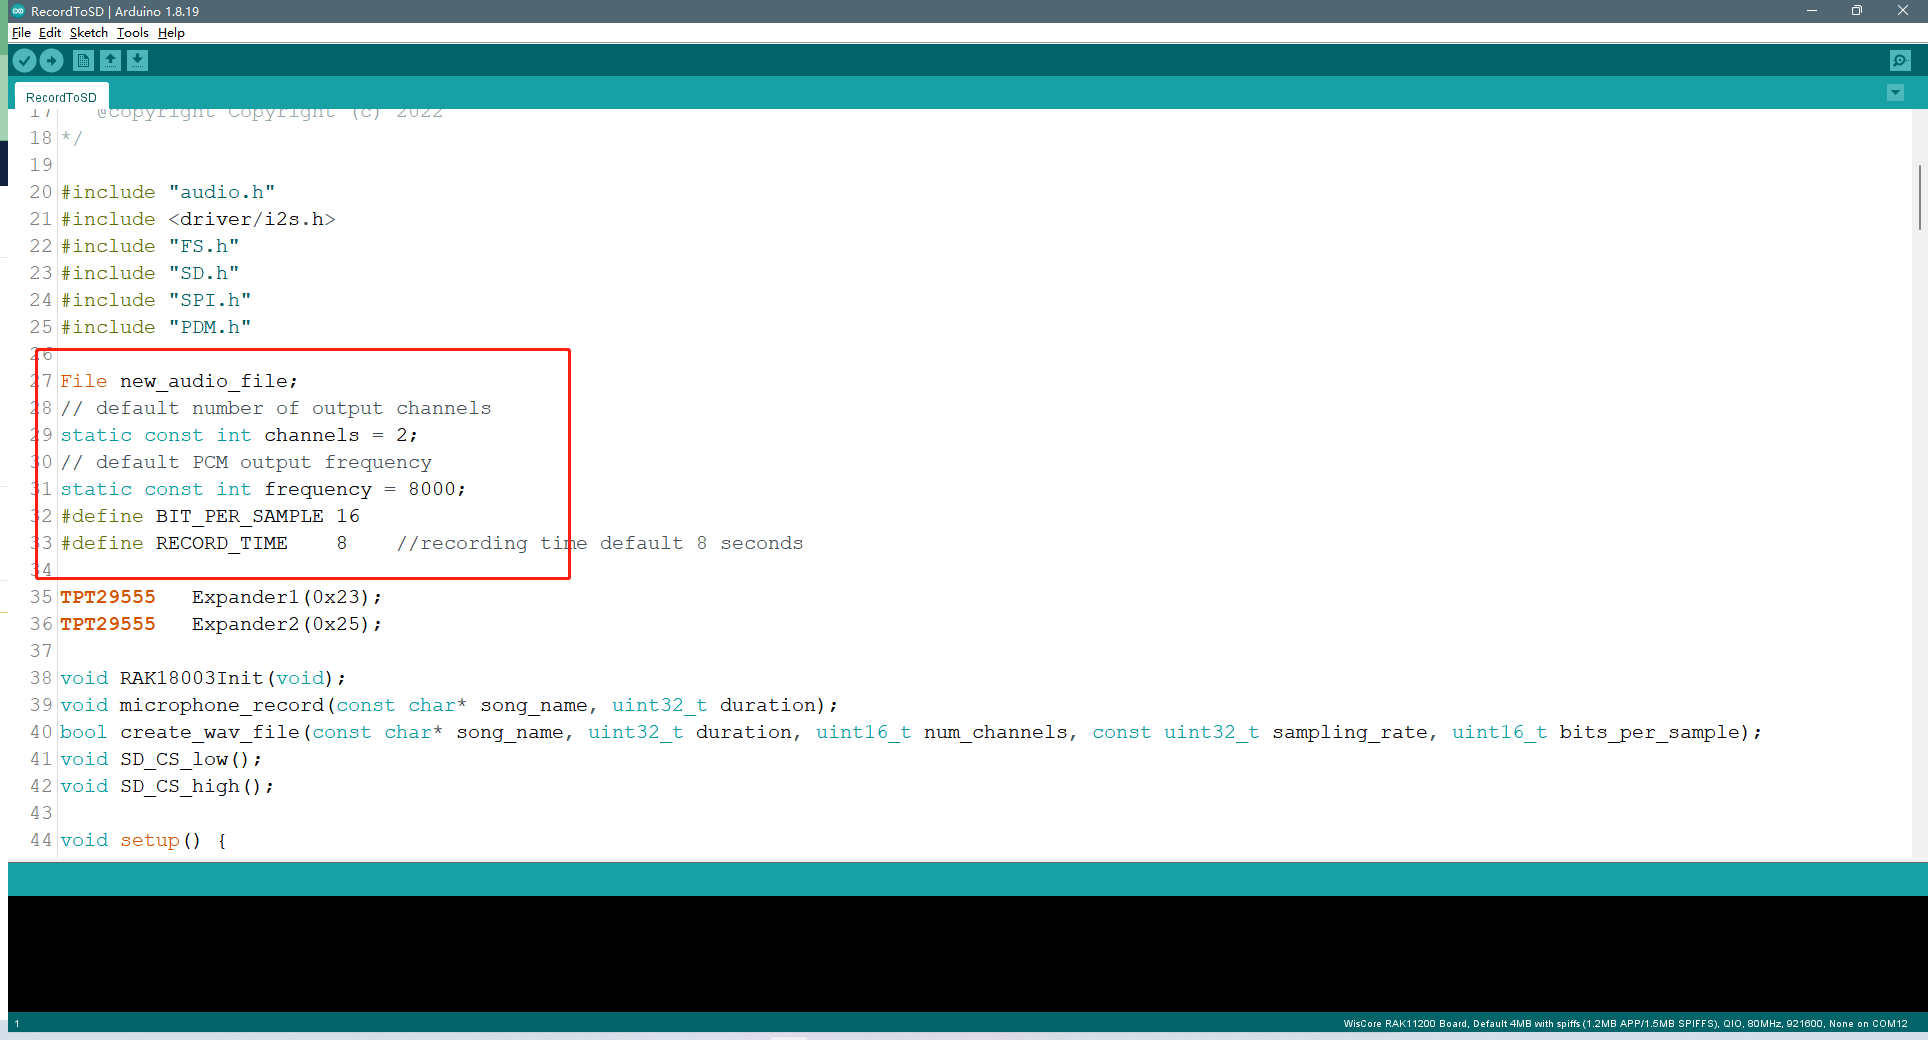 RecordToSD | Arduino 1.8.19
File Edit Sketch Tools Help
RecordToSD
17 @copyright Copyright (c) 2022
18 */
19
20 #include "audio.h"
21 #include <driver/i2s.h>
22 #include "FS.h"
23 #include "SD.h"
24 #include "SPI.h"
25 #include "PDM.h"
26
27 File new_audio_file;
28 // default number of output channels
29 static const int channels = 2;
30 // default PCM output frequency
31 static const int frequency = 8000;
32 #define BIT_PER_SAMPLE 16
33 #define RECORD_TIME    8    //recording time default 8 seconds
34
35 TPT29555   Expander1(0x23);
36 TPT29555   Expander2(0x25);
37
38 void RAK18003Init(void);
39 void microphone_record(const char* song_name, uint32_t duration);
40 bool create_wav_file(const char* song_name, uint32_t duration, uint16_t num_channels, const uint32_t sampling_rate, uint16_t bits_per_sample);
41 void SD_CS_low();
42 void SD_CS_high();
43
44 void setup() {
1 WisCore RAK11200 Board, Default 4MB with spiffs (1.2MB APP/1.5MB SPIFFS), QIO, 80MHz, 921600, None on COM12